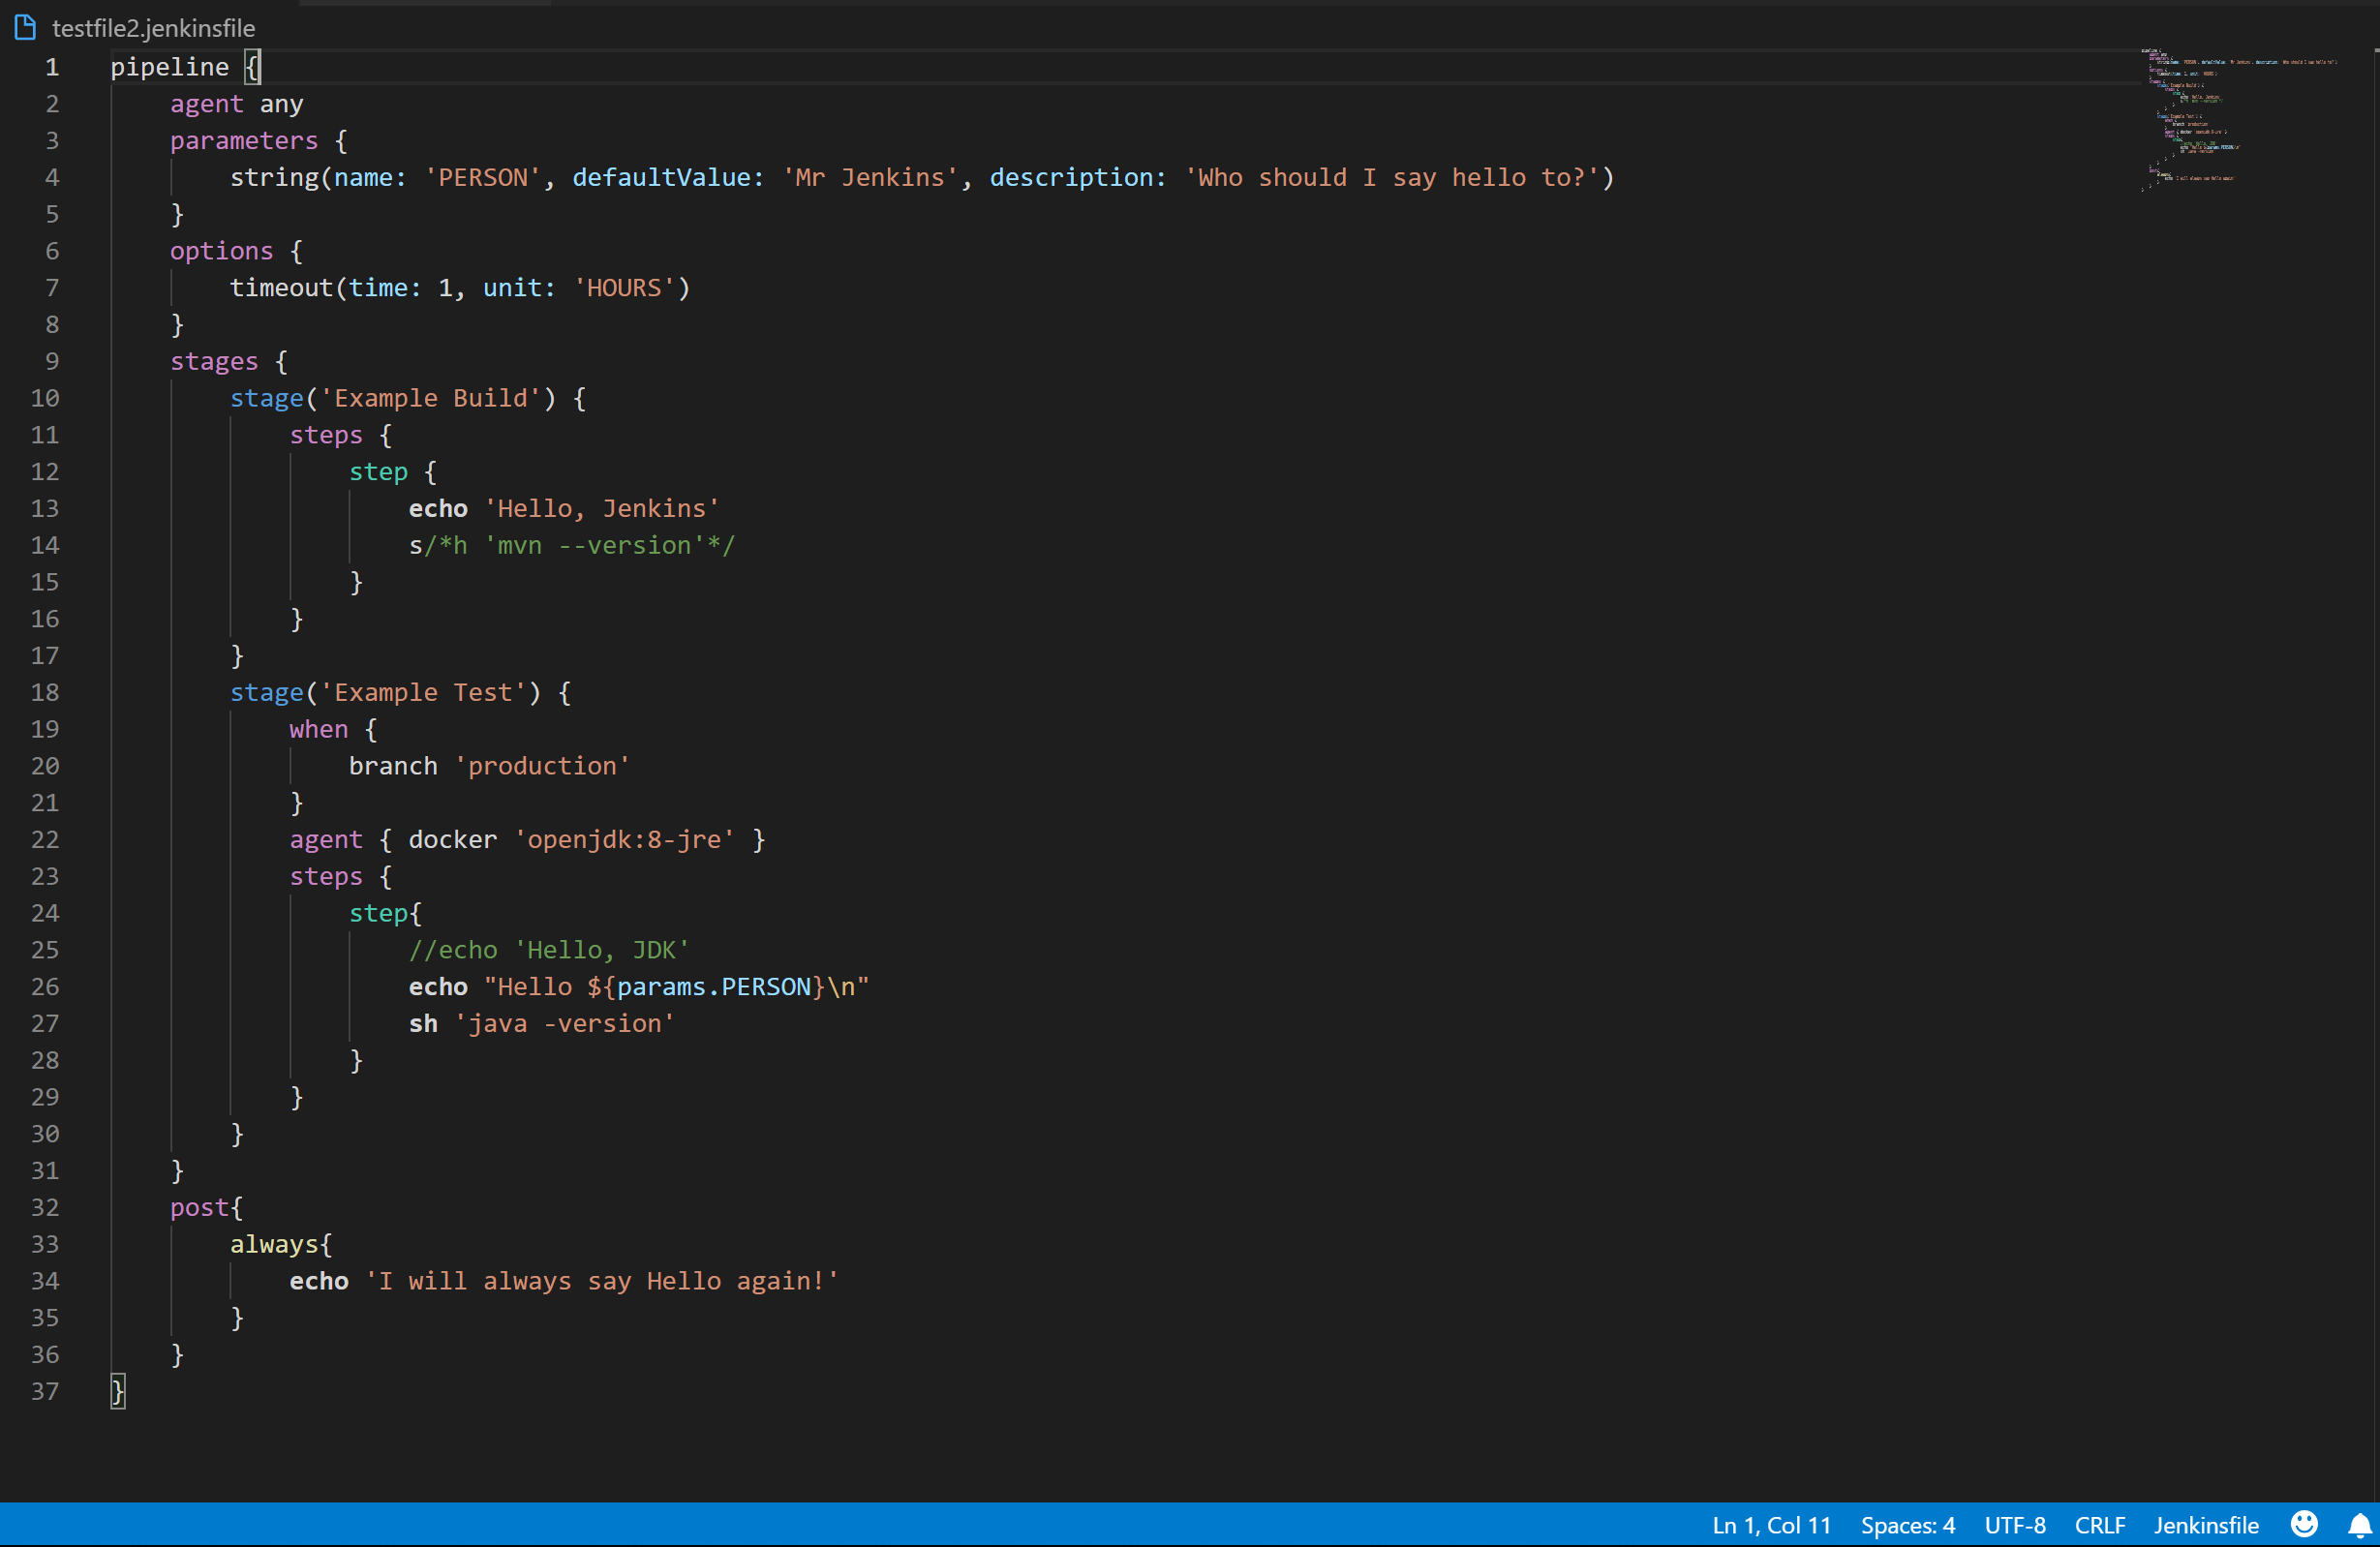 testfile2.jenkinsfile
1 pipeline {
2     agent any
3     parameters {
4         string(name: 'PERSON', defaultValue: 'Mr Jenkins', description: 'Who should I say hello to?')
5     }
6     options {
7         timeout(time: 1, unit: 'HOURS')
8     }
9     stages {
10         stage('Example Build') {
11             steps {
12                 step {
13                     echo 'Hello, Jenkins'
14                     s/*h 'mvn --version'*/
15                 }
16             }
17         }
18         stage('Example Test') {
19             when {
20                 branch 'production'
21             }
22             agent { docker 'openjdk:8-jre' }
23             steps {
24                 step{
25                     //echo 'Hello, JDK'
26                     echo "Hello ${params.PERSON}\n"
27                     sh 'java -version'
28                 }
29             }
30         }
31     }
32     post{
33         always{
34             echo 'I will always say Hello again!'
35         }
36     }
37 }
Ln 1, Col 11 Spaces: 4 UTF-8 CRLF Jenkinsfile